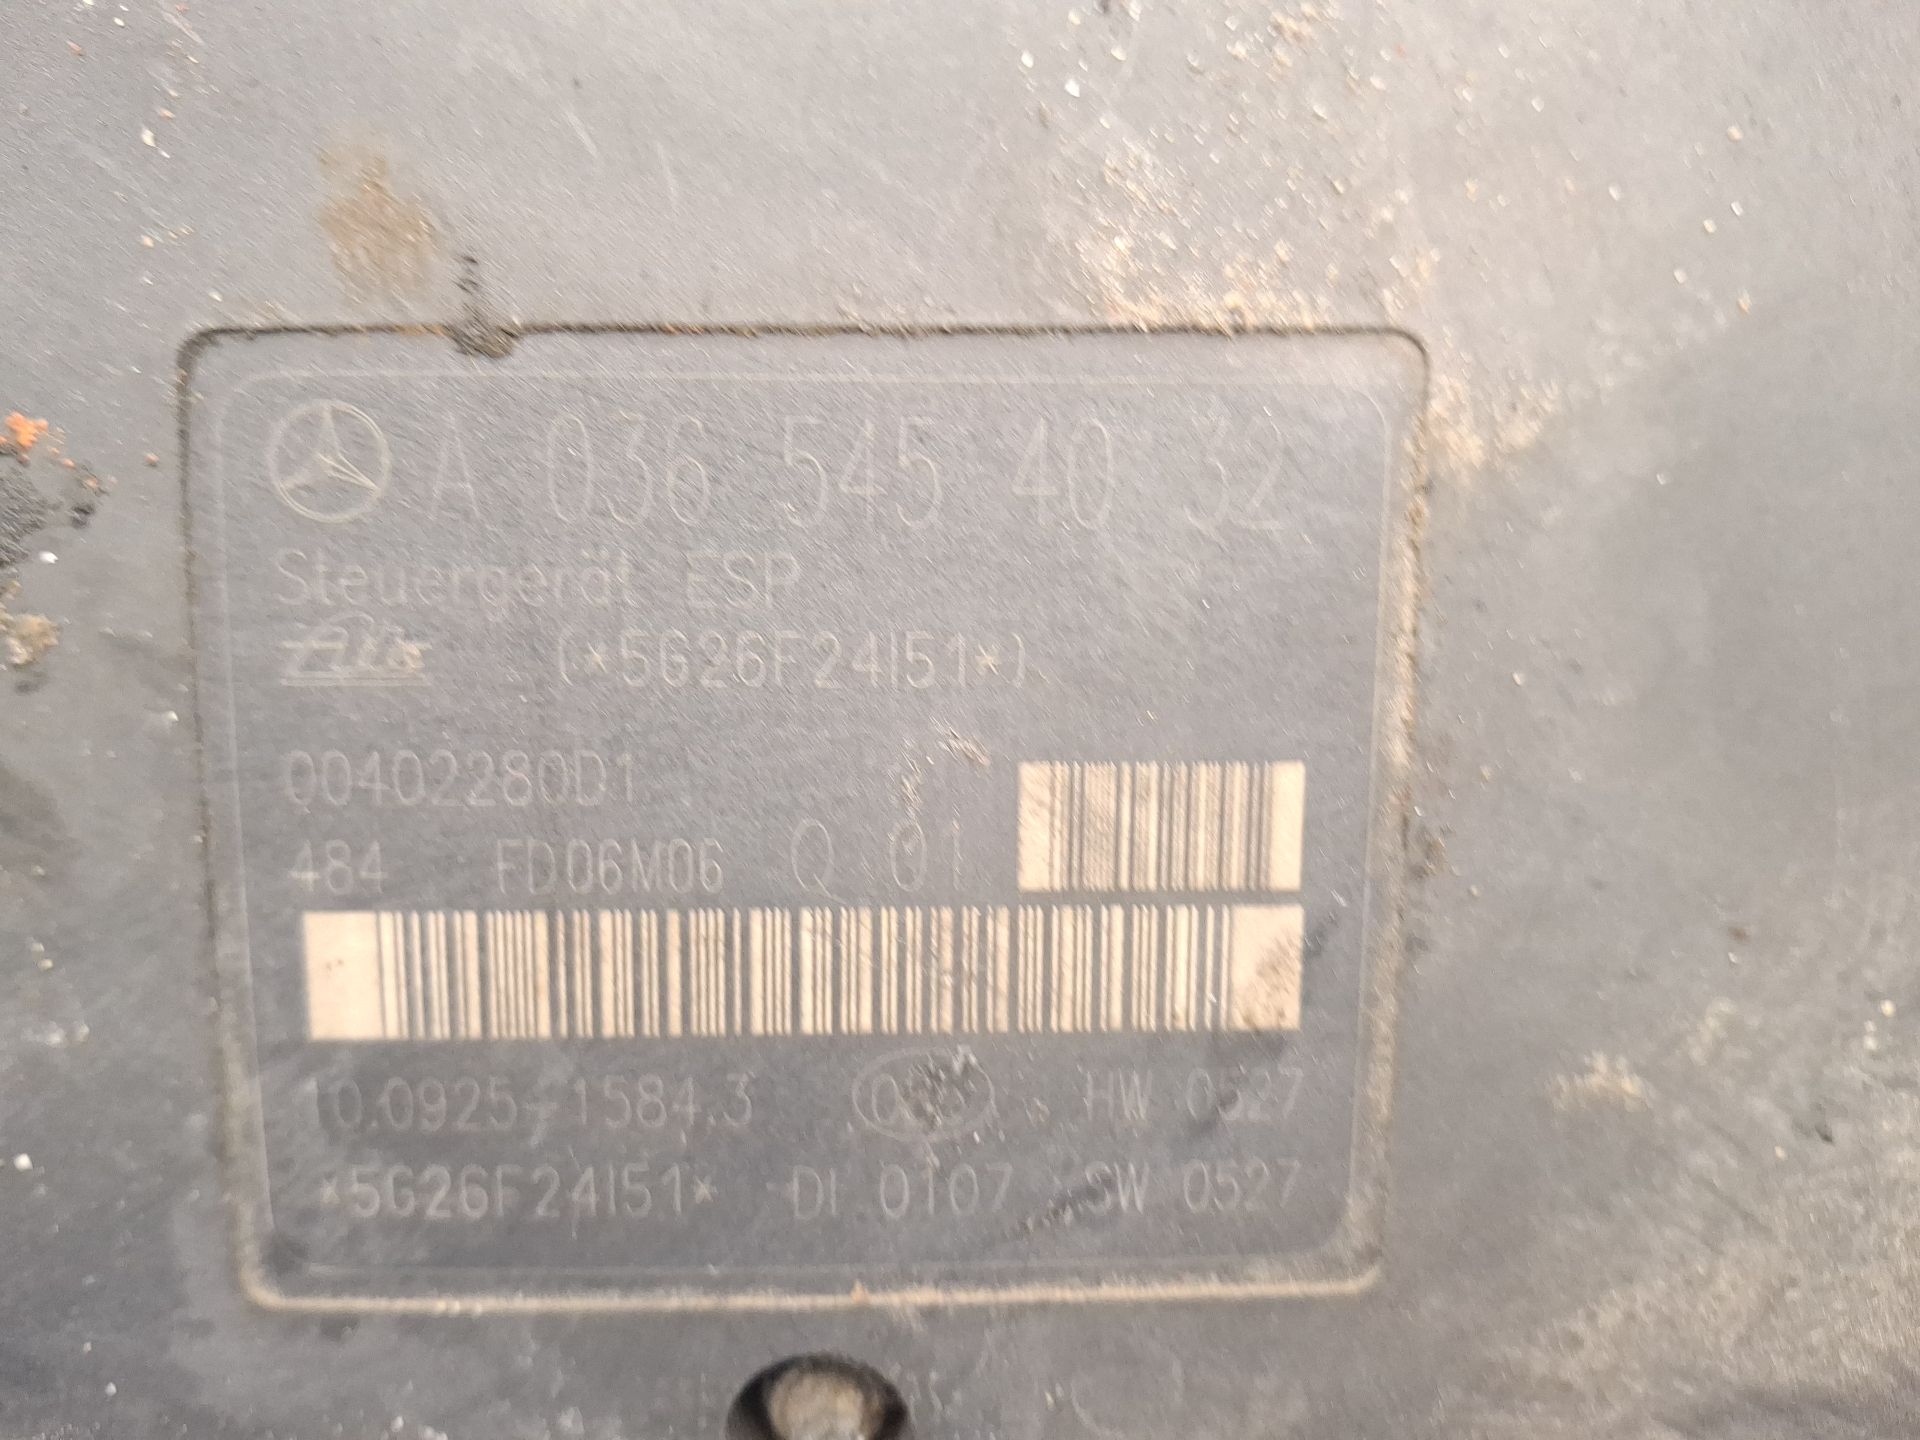 A 036 545 40 32
Steuergerät ESP
Ate (*5G26F24I51*)
00402280D1
484 FD06M06 Q 01
10.0925-1584.3 HW 0527
*5G26F24I51* DI 0107 SW 0527